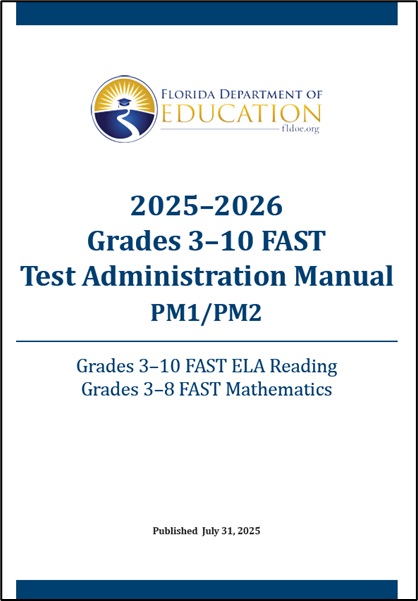 FLORIDA DEPARTMENT OF
EDUCATION
fldoe.org
2025–2026
Grades 3–10 FAST
Test Administration Manual
PM1/PM2
Grades 3–10 FAST ELA Reading
Grades 3–8 FAST Mathematics
Published July 31, 2025